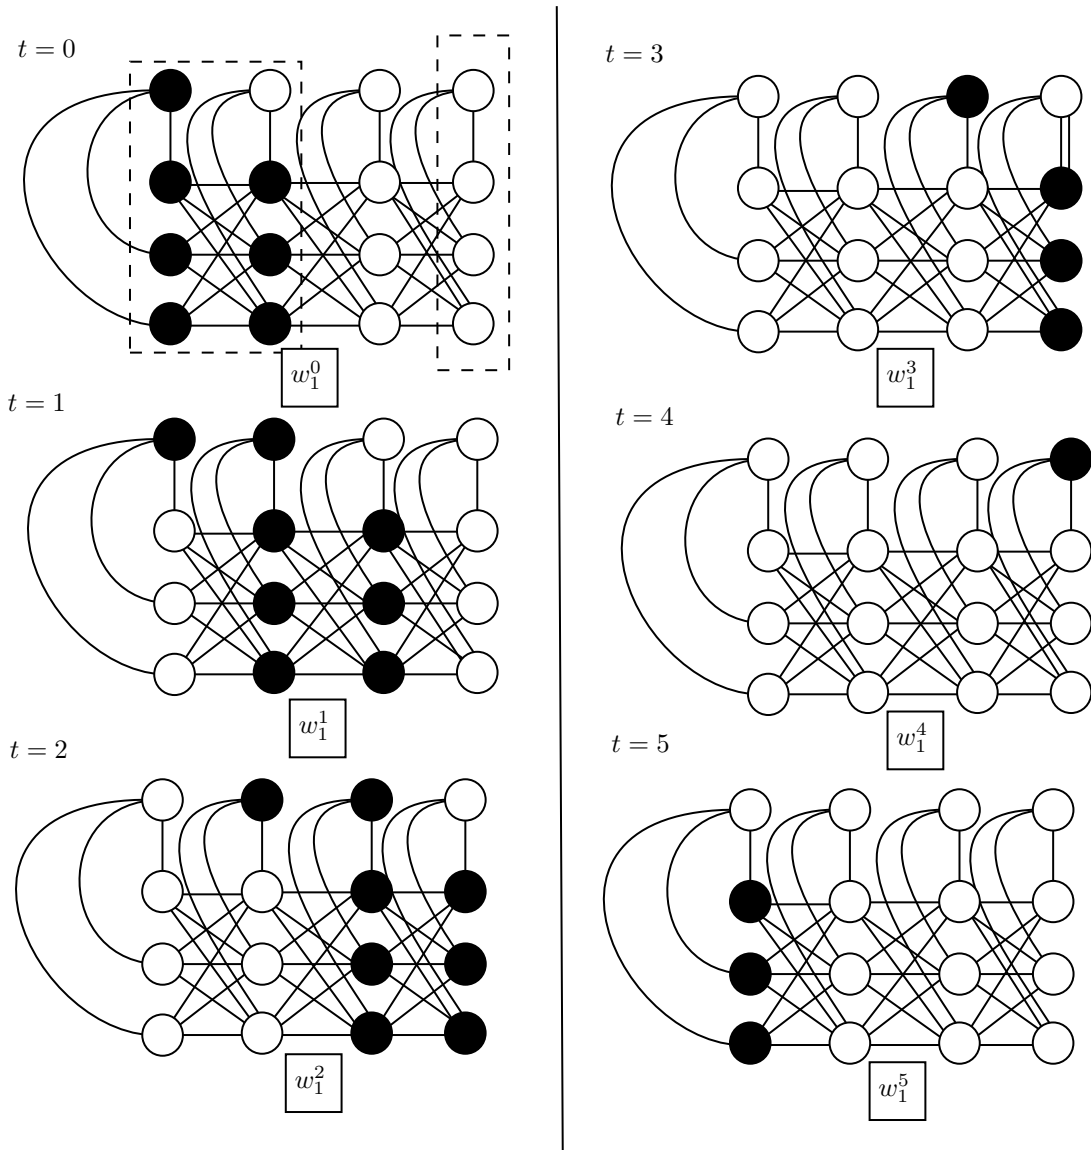 t = 0
w_1^0
t = 1
w_1^1
t = 2
w_1^2
t = 3
w_1^3
t = 4
w_1^4
t = 5
w_1^5